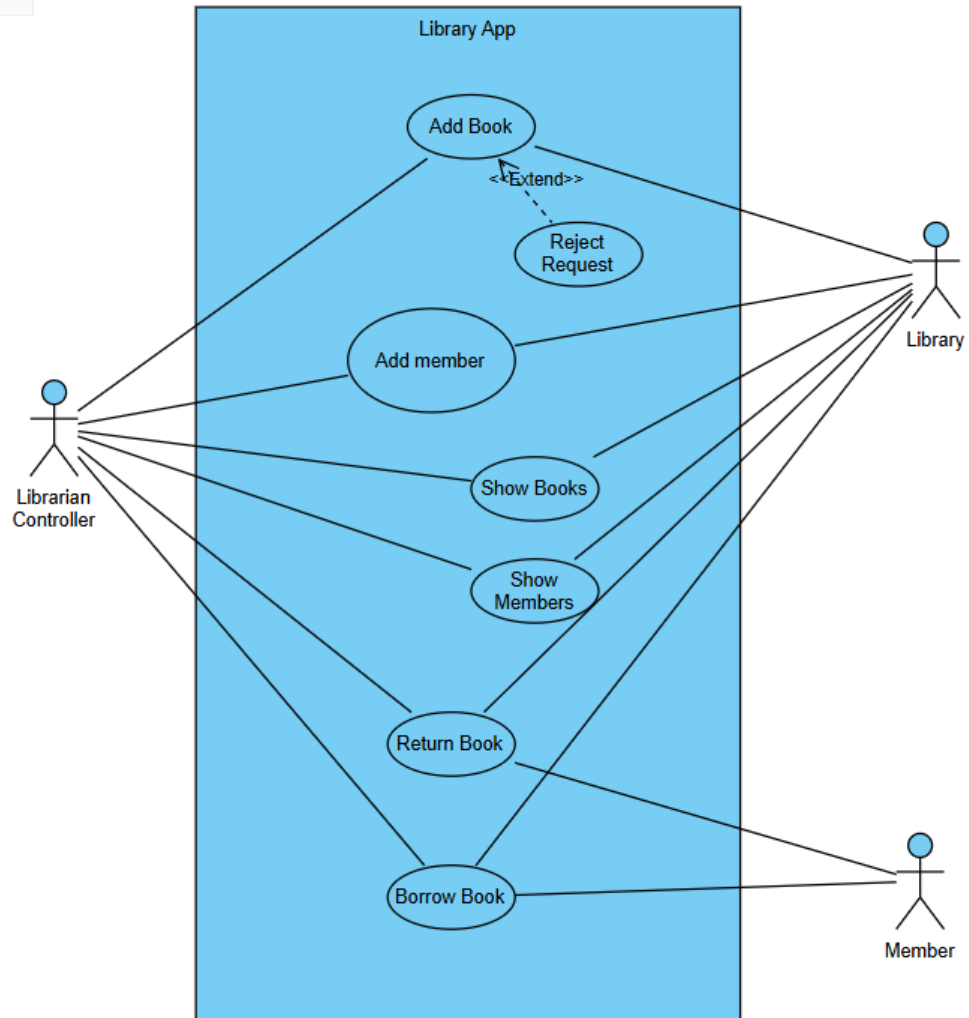 Library App
Add Book
<<Extend>>
Reject
Request
Library
Add member
Librarian
Controller
Show Books
Show
Members
Return Book
Borrow Book
Member